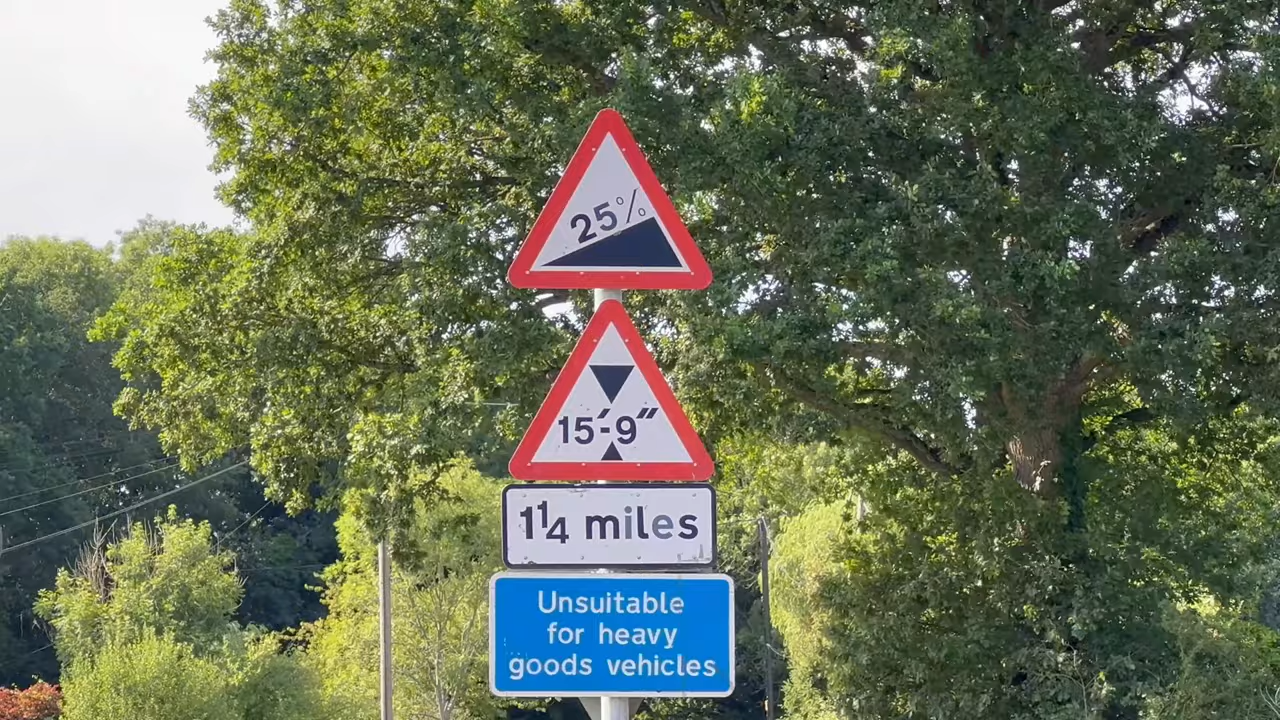 25%
15'-9"
1¼ miles
Unsuitable
for heavy
goods vehicles